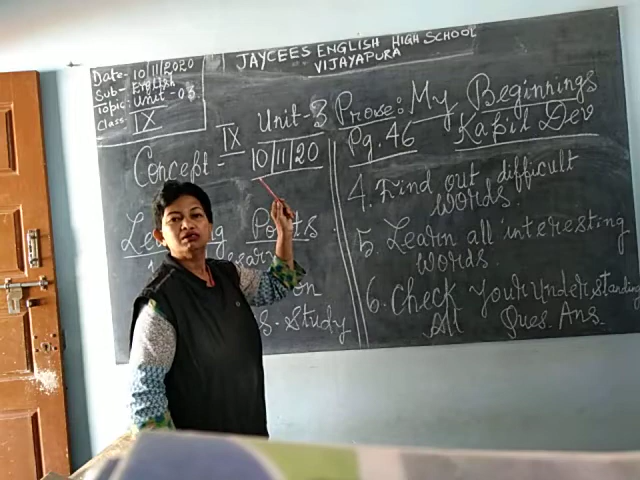 Date- 10/11/2020
Sub- English
Topic: Unit-03
Class- IX
JAYCEES ENGLISH HIGH SCHOOL
VIJAYAPURA
IX Unit-3 Prose: My Beginnings
Pg. 46 Kapil Dev
Concept - 10/11/20
Points
on
Study
4. Find out difficult
words.
5. Learn all interesting
words.
6. Check your understanding
All Ques. Ans